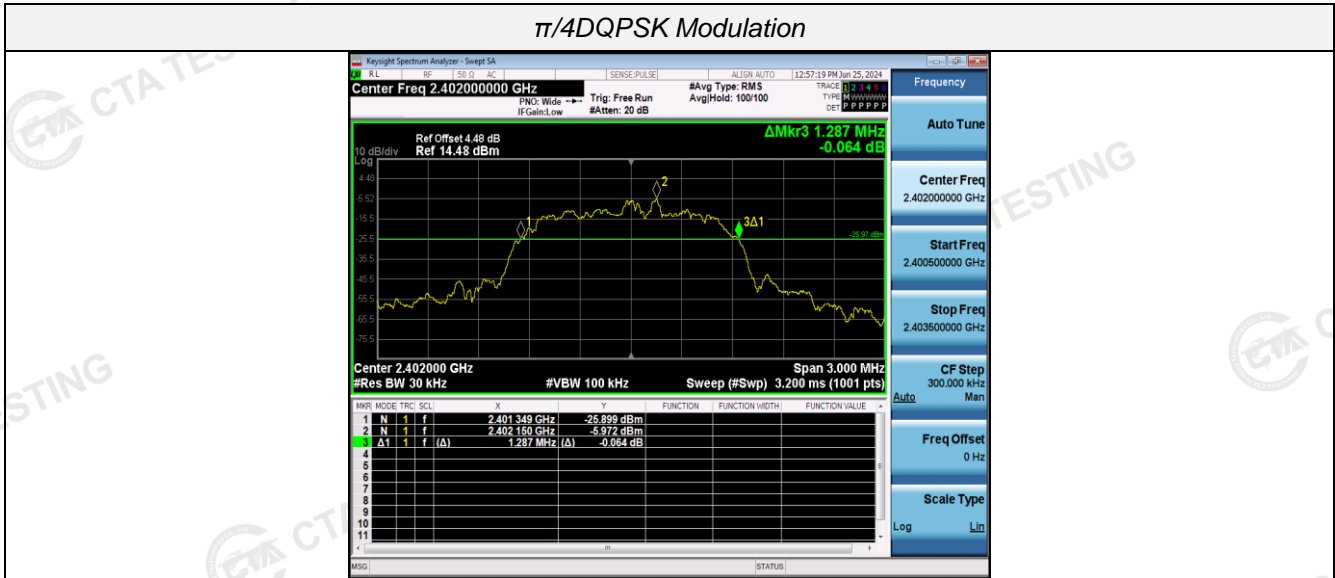 π/4DQPSK Modulation
CTA TESTING
Keysight Spectrum Analyzer - Swept SA
RL RF 50 Ω AC SENSE:PULSE ALIGN AUTO 12:57:19 PM Jun 25, 2024
Center Freq 2.402000000 GHz
PNO: Wide
IFGain:Low
Trig: Free Run
#Atten: 20 dB
#Avg Type: RMS
Avg|Hold: 100/100
TRACE 1 2 3 4 5 6
TYPE M W W W W W
DET P P P P P P
ΔMkr3 1.287 MHz
-0.064 dB
Ref Offset 4.48 dB
10 dB/div Ref 14.48 dBm
Log
4.48
-5.52
-15.5
-25.5
-35.5
-45.5
-55.5
-65.5
-75.5
1
2
3Δ1
-25.97 dBm
Center 2.402000 GHz Span 3.000 MHz
#Res BW 30 kHz #VBW 100 kHz Sweep (#Swp) 3.200 ms (1001 pts)
MKR MODE TRC SCL X Y FUNCTION FUNCTION WIDTH FUNCTION VALUE
1 N 1 f 2.401 349 GHz -25.899 dBm
2 N 1 f 2.402 150 GHz -5.972 dBm
3 Δ1 1 f (Δ) 1.287 MHz (Δ) -0.064 dB
4
5
6
7
8
9
10
11
MSG STATUS
Frequency
Auto Tune
Center Freq
2.402000000 GHz
Start Freq
2.400500000 GHz
Stop Freq
2.403500000 GHz
CF Step
300.000 kHz
Auto Man
Freq Offset
0 Hz
Scale Type
Log Lin
TESTING
CTA
STING
CTA